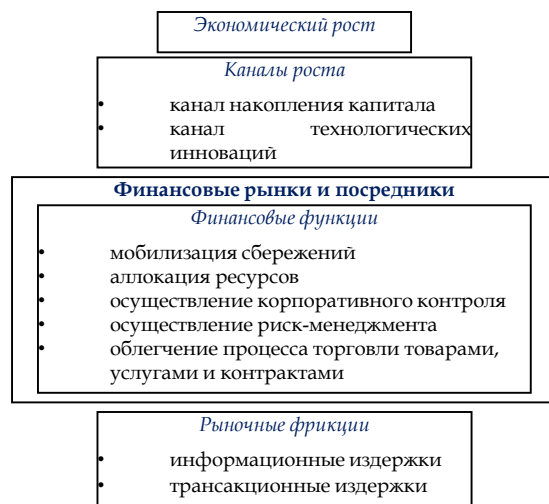 Экономический рост
Каналы роста
• канал накопления капитала
• канал технологических
инноваций
Финансовые рынки и посредники
Финансовые функции
• мобилизация сбережений
• аллокация ресурсов
• осуществление корпоративного контроля
• осуществление риск-менеджмента
• облегчение процесса торговли товарами,
услугами и контрактами
Рыночные фрикции
• информационные издержки
• трансакционные издержки